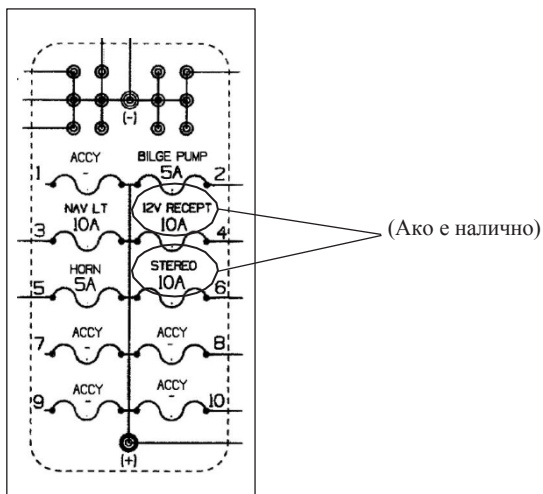 (-)
ACCY BILGE PUMP
1 - 5A 2
NAV LT 12V RECEPT
10A 10A
3 4
(Ако е налично)
HORN STEREO
5A 10A
5 6
ACCY ACCY
7 - - 8
ACCY ACCY
9 - - 10
(+)